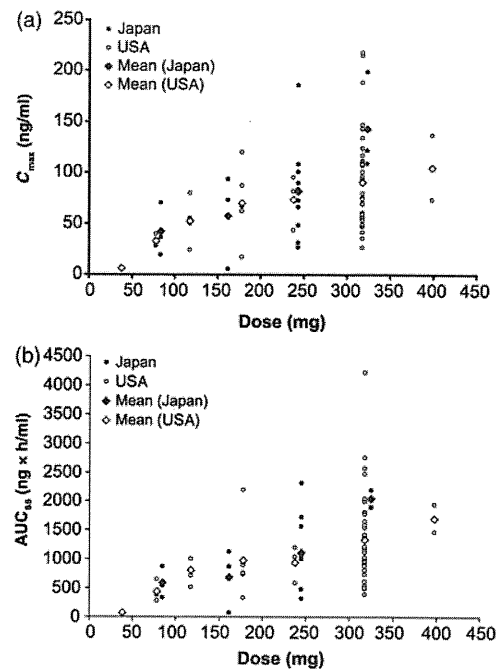 (a)
250
200
150
100
50
0
Cmax (ng/ml)
Japan
USA
Mean (Japan)
Mean (USA)
0 50 100 150 200 250 300 350 400 450
Dose (mg)
(b)
4500
4000
3500
3000
2500
2000
1500
1000
500
0
AUCss (ng × h/ml)
Japan
USA
Mean (Japan)
Mean (USA)
0 50 100 150 200 250 300 350 400 450
Dose (mg)